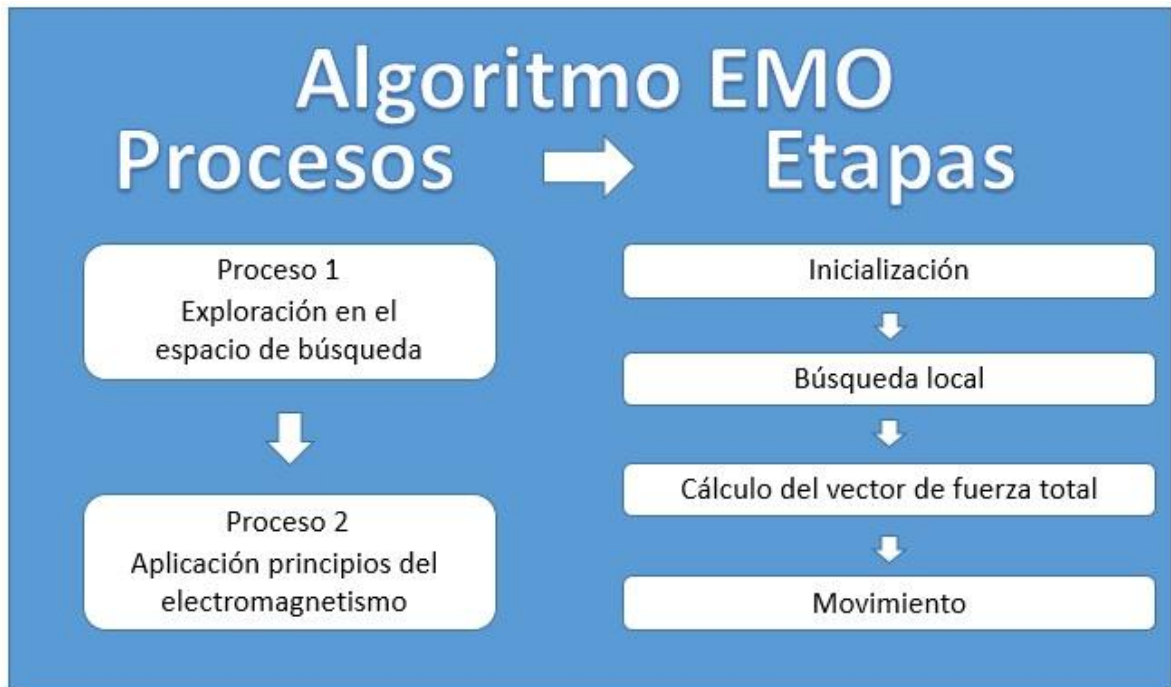 Algoritmo EMO
Procesos
Etapas
Proceso 1
Exploración en el
espacio de búsqueda
Proceso 2
Aplicación principios del
electromagnetismo
Inicialización
Búsqueda local
Cálculo del vector de fuerza total
Movimiento